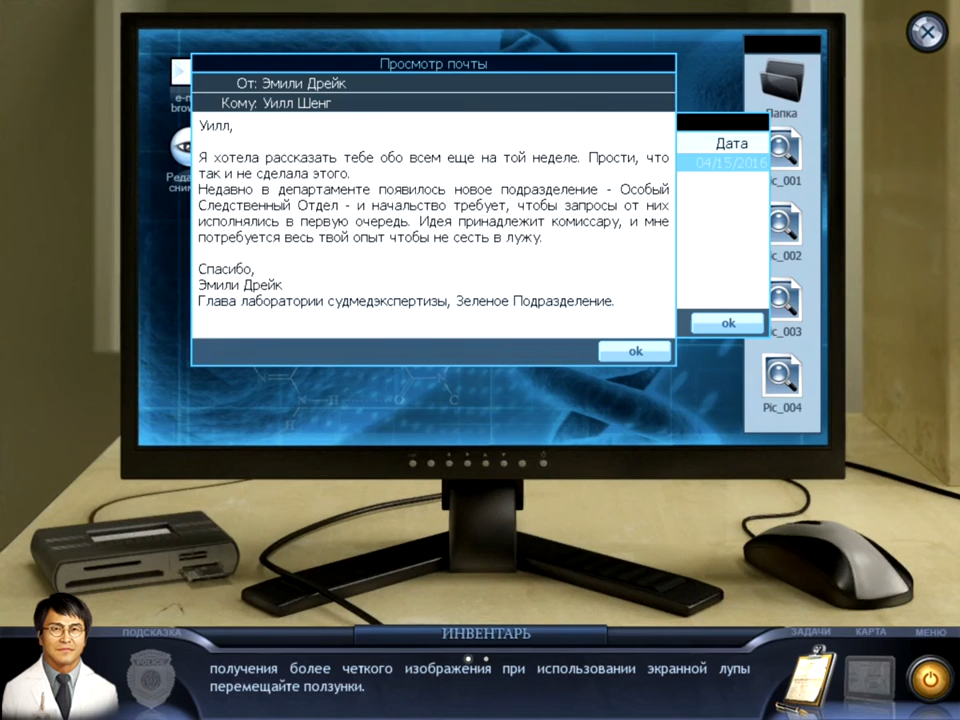 Просмотр почты
От: Эмили Дрейк
Кому: Уилл Шенг
Уилл,
Я хотела рассказать тебе обо всем еще на той неделе. Прости, что
так и не сделала этого.
Недавно в департаменте появилось новое подразделение - Особый
Следственный Отдел - и начальство требует, чтобы запросы от них
исполнялись в первую очередь. Идея принадлежит комиссару, и мне
потребуется весь твой опыт чтобы не сесть в лужу.
Спасибо,
Эмили Дрейк
Глава лаборатории судмедэкспертизы, Зеленое Подразделение.
ok
Дата
04/15/2016
ok
Папка
ic_001
ic_002
ic_003
Pic_004
ПОДСКАЗКА
ИНВЕНТАРЬ
ЗАДАЧИ
КАРТА
МЕНЮ
POLICE
получения более четкого изображения при использовании экранной лупы
перемещайте ползунки.